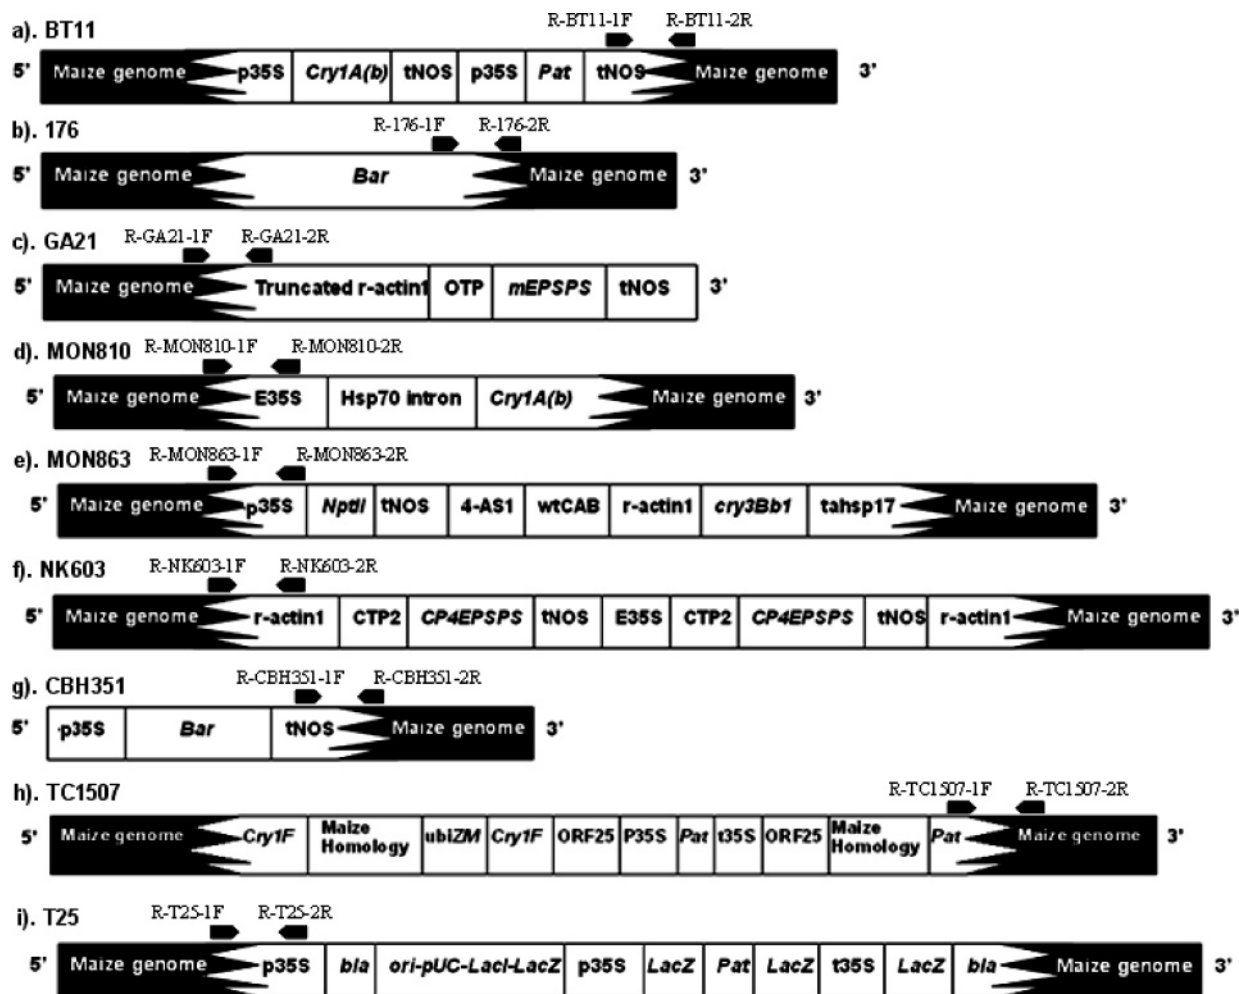 a). BT11 R-BT11-1F R-BT11-2R
5' Maize genome p35S Cry1A(b) tNOS p35S Pat tNOS Maize genome 3'
b). 176 R-176-1F R-176-2R
5' Maize genome Bar Maize genome 3'
c). GA21 R-GA21-1F R-GA21-2R
5' Maize genome Truncated r-actin1 OTP mEPSPS tNOS 3'
d). MON810 R-MON810-1F R-MON810-2R
5' Maize genome E35S Hsp70 intron Cry1A(b) Maize genome 3'
e). MON863 R-MON863-1F R-MON863-2R
5' Maize genome p35S NptII tNOS 4-AS1 wtCAB r-actin1 cry3Bb1 tahsp17 Maize genome 3'
f). NK603 R-NK603-1F R-NK603-2R
5' Maize genome r-actin1 CTP2 CP4EPSPS tNOS E35S CTP2 CP4EPSPS tNOS r-actin1 Maize genome 3'
g). CBH351 R-CBH351-1F R-CBH351-2R
5' p35S Bar tNOS Maize genome 3'
h). TC1507 R-TC1507-1F R-TC1507-2R
5' Maize genome Cry1F Maize Homology ubiZM Cry1F ORF25 P35S Pat t35S ORF25 Maize Homology Pat Maize genome 3'
i). T25 R-T25-1F R-T25-2R
5' Maize genome p35S bla ori-pUC-LacI-LacZ p35S LacZ Pat LacZ t35S LacZ bla Maize genome 3'